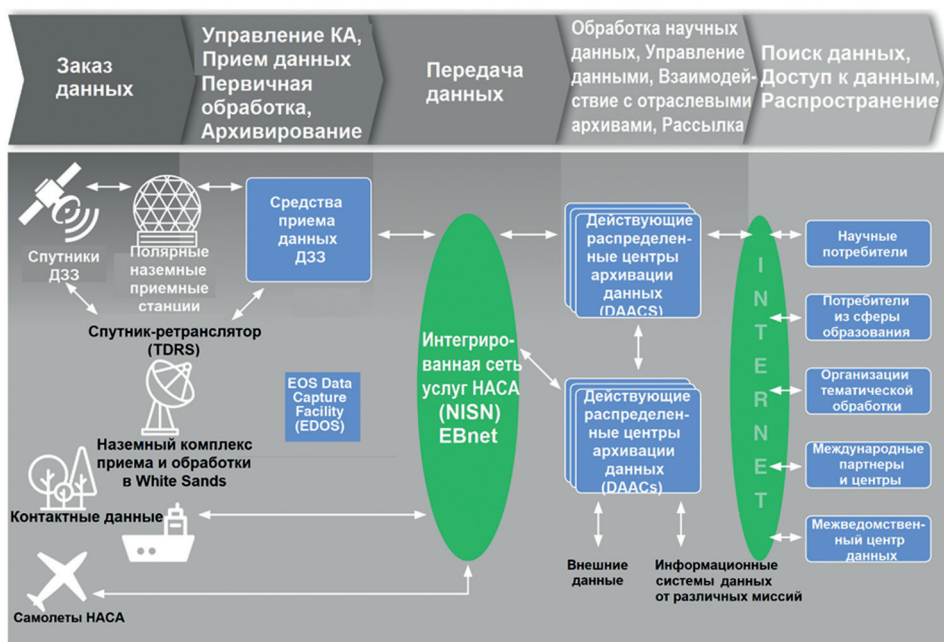 Заказ
данных
Управление КА,
Прием данных
Первичная
обработка,
Архивирование
Передача
данных
Обработка научных
данных, Управление
данными, Взаимодей-
ствие с отраслевыми
архивами, Рассылка
Поиск данных,
Доступ к данным,
Распространение
Спутники
ДЗЗ
Полярные
наземные
приемные
станции
Средства
приема
данных
ДЗЗ
Спутник-ретранслятор
(TDRS)
EOS Data
Capture
Facility
(EDOS)
Наземный комплекс
приема и обработки
в White Sands
Контактные данные
Самолеты НАСА
Интегриро-
ванная сеть
услуг НАСА
(NISN)
EBnet
Действующие
распределен-
ные центры
архивации
данных
(DAACS)
Действующие
распределен-
ные центры
архивации
данных
(DAACs)
Внешние
данные
Информационные
системы данных
от различных миссий
INTERNET
Научные
потребители
Потребители
из сферы
образования
Организации
тематической
обработки
Международные
партнеры
и центры
Межведомствен-
ный центр
данных